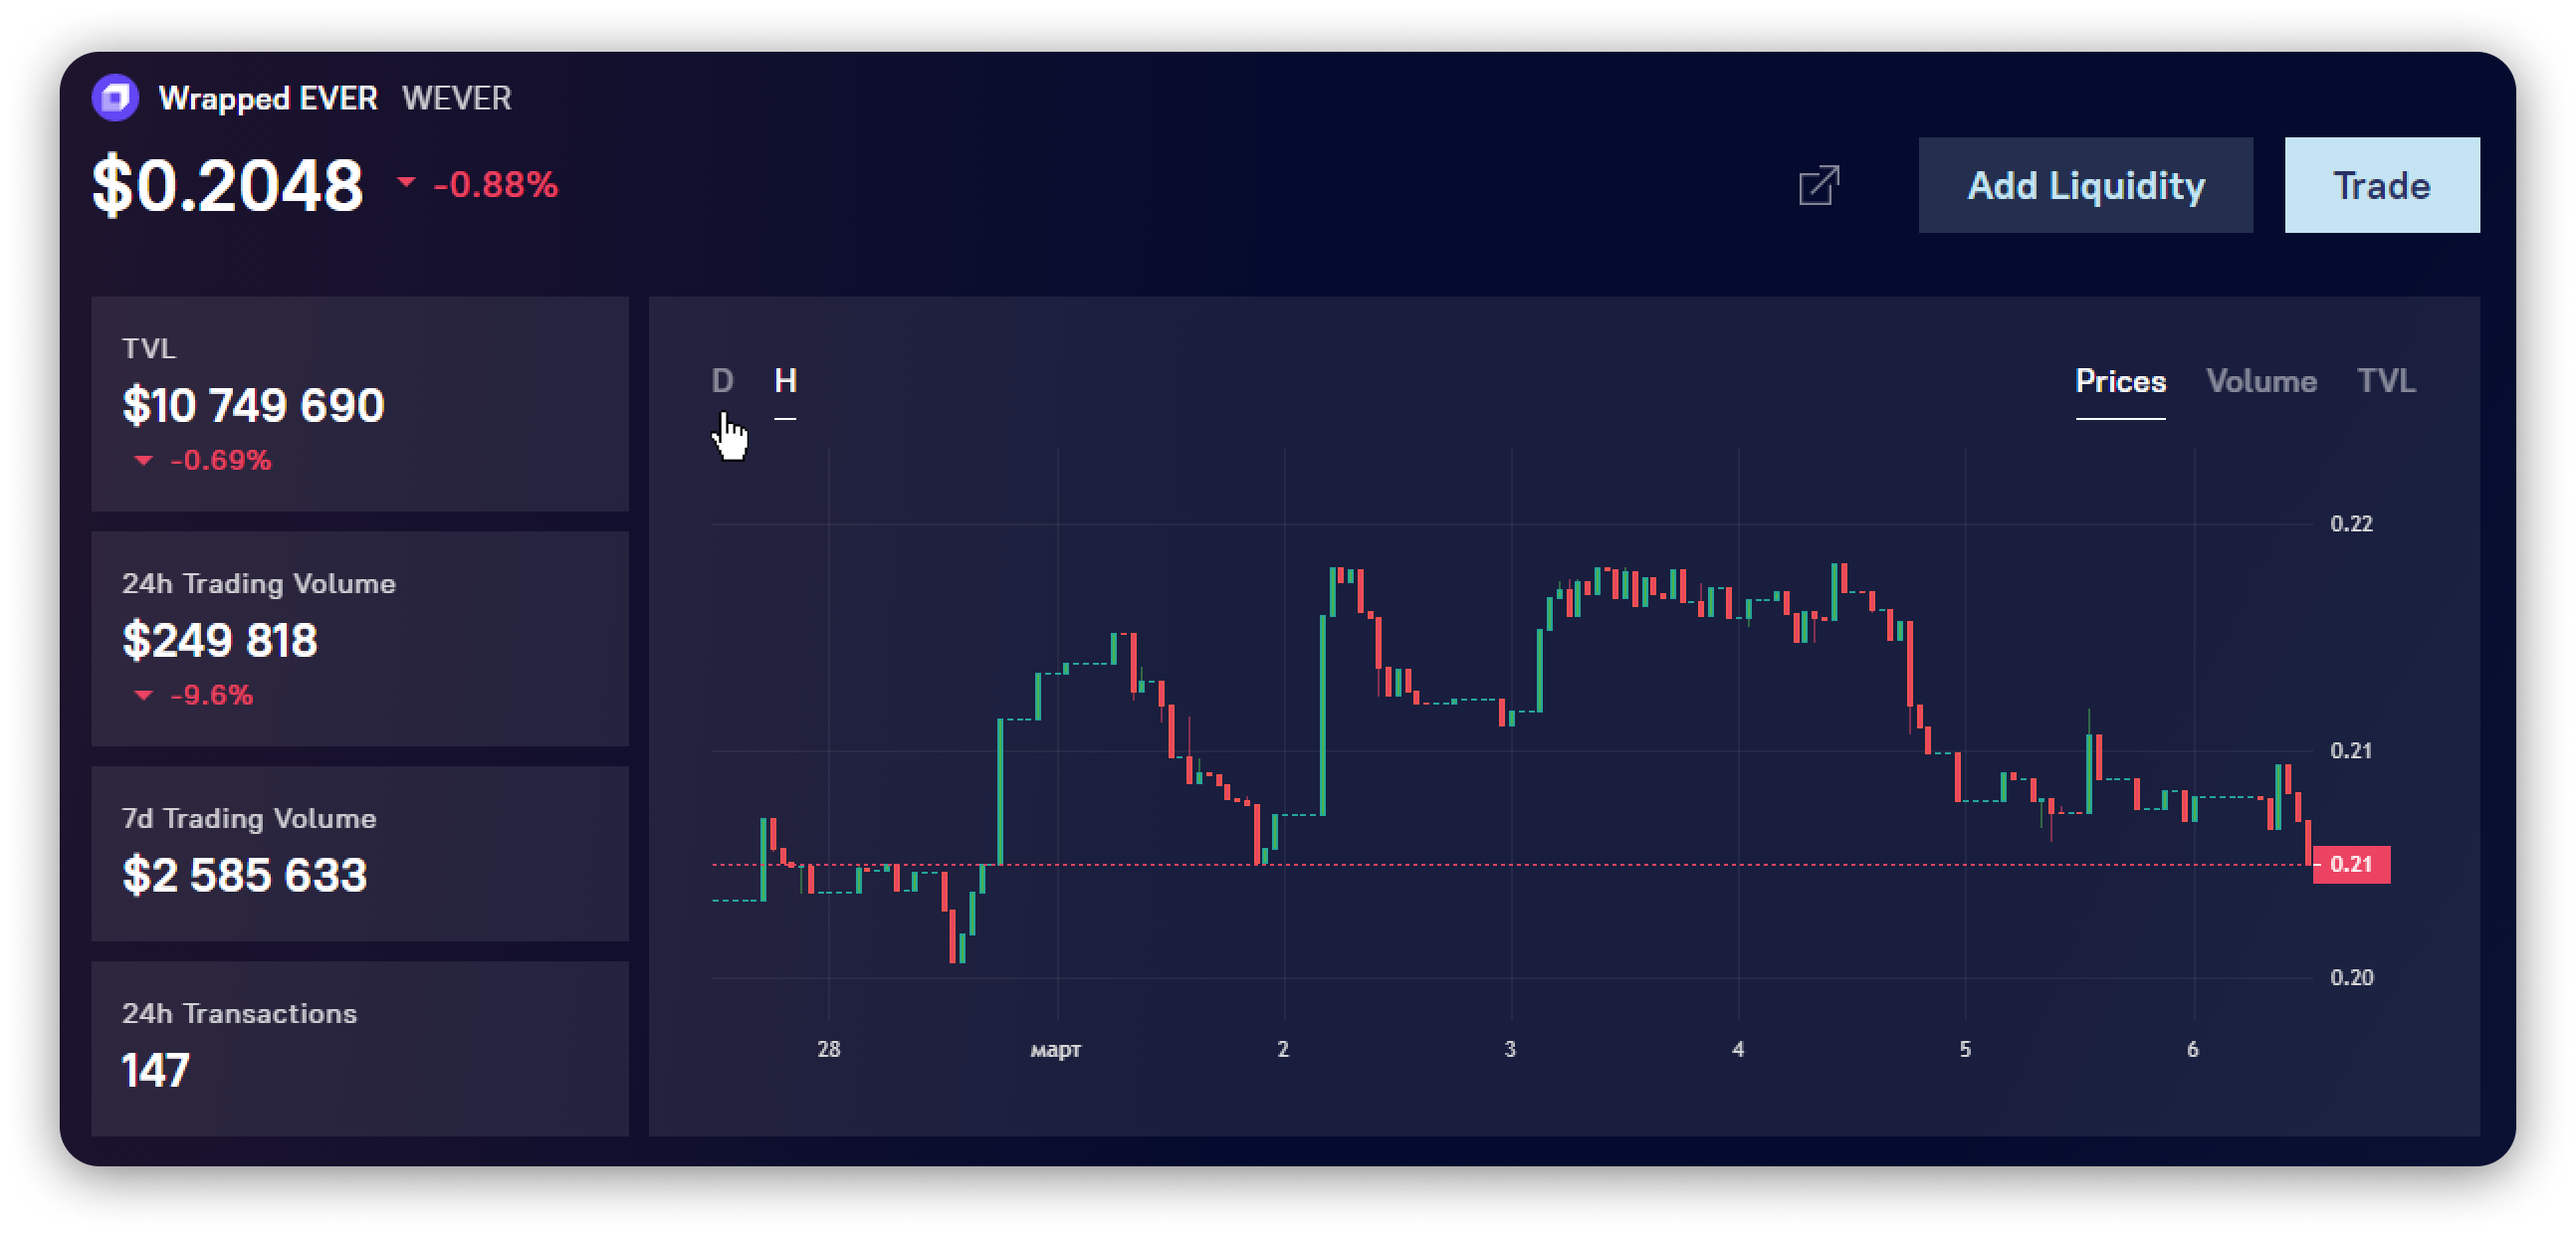 Wrapped EVER WEVER
$0.2048 -0.88%
Add Liquidity
Trade
TVL
$10 749 690
-0.69%
24h Trading Volume
$249 818
-9.6%
7d Trading Volume
$2 585 633
24h Transactions
147
D H
Prices Volume TVL
0.22
0.21
0.21
0.20
28 март 2 3 4 5 6